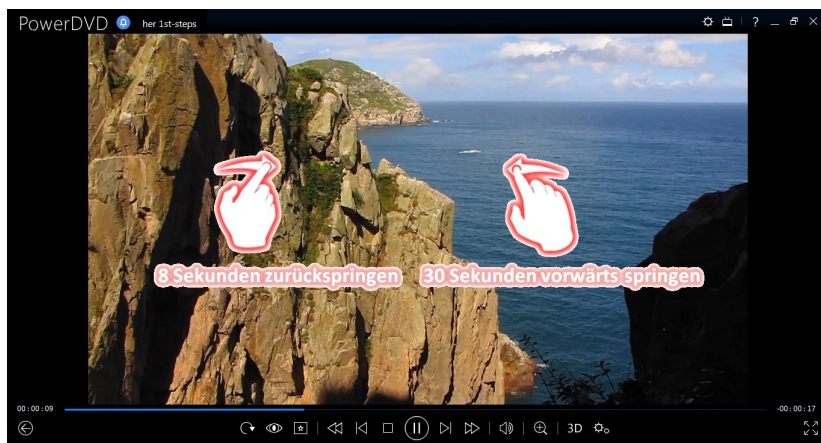 PowerDVD her 1st-steps
?
8 Sekunden zurückspringen 30 Sekunden vorwärts springen
00:00:09 -00:00:17
3D